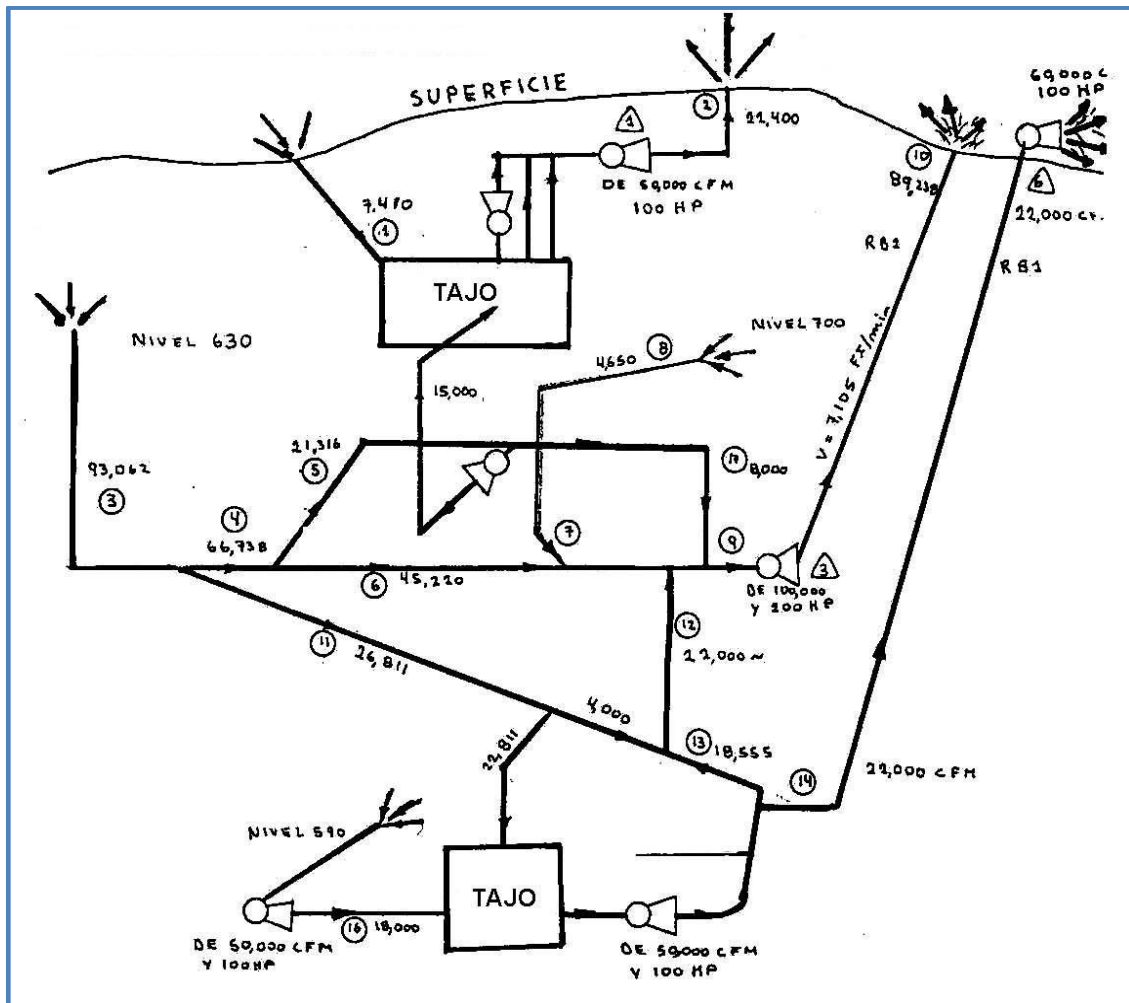 SUPERFICIE
2
22,400
1
DE 50,000 CFM
100 HP
60,000 C
100 HP
10
89,238
6
22,000 CF.
7,410
1
TAJO
RB2
RB1
NIVEL 630
NIVEL 700
4,650
8
V = 7,105 FT/min
15,000
21,316
5
17
8,000
93,062
3
4
66,738
7
9
6
45,220
3
DE 100,000
Y 200 HP
11
26,811
12
22,000 ~
4,000
13
18,555
22,811
14
22,000 CFM
NIVEL 590
TAJO
16
18,000
DE 50,000 CFM
Y 100 HP
DE 50,000 CFM
Y 100 HP